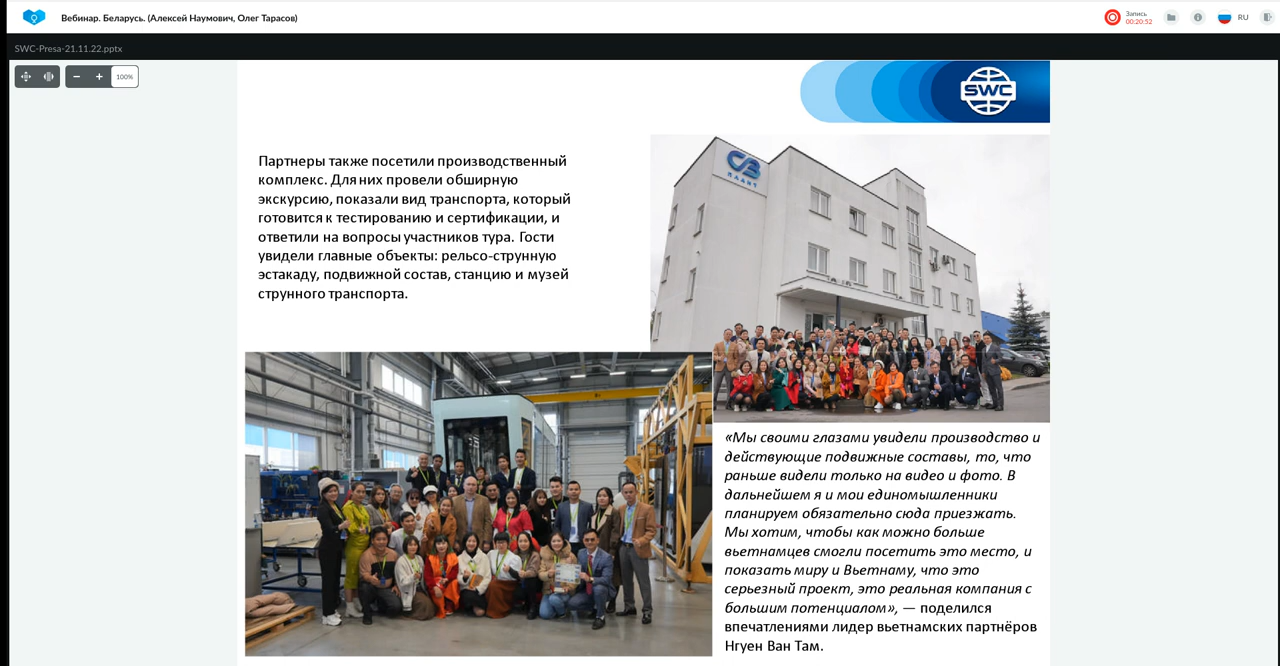 Вебинар. Беларусь. (Алексей Наумович, Олег Тарасов)
Запись
00:20:52
RU
SWC-Presa-21.11.22.pptx
100%
SWC
Партнеры также посетили производственный
комплекс. Для них провели обширную
экскурсию, показали вид транспорта, который
готовится к тестированию и сертификации, и
ответили на вопросы участников тура. Гости
увидели главные объекты: рельсо-струнную
эстакаду, подвижной состав, станцию и музей
струнного транспорта.
СВ
ПЛАНТ
«Мы своими глазами увидели производство и
действующие подвижные составы, то, что
раньше видели только на видео и фото. В
дальнейшем я и мои единомышленники
планируем обязательно сюда приезжать.
Мы хотим, чтобы как можно больше
вьетнамцев смогли посетить это место, и
показать миру и Вьетнаму, что это
серьезный проект, это реальная компания с
большим потенциалом», — поделился
впечатлениями лидер вьетнамских партнёров
Нгуен Ван Там.